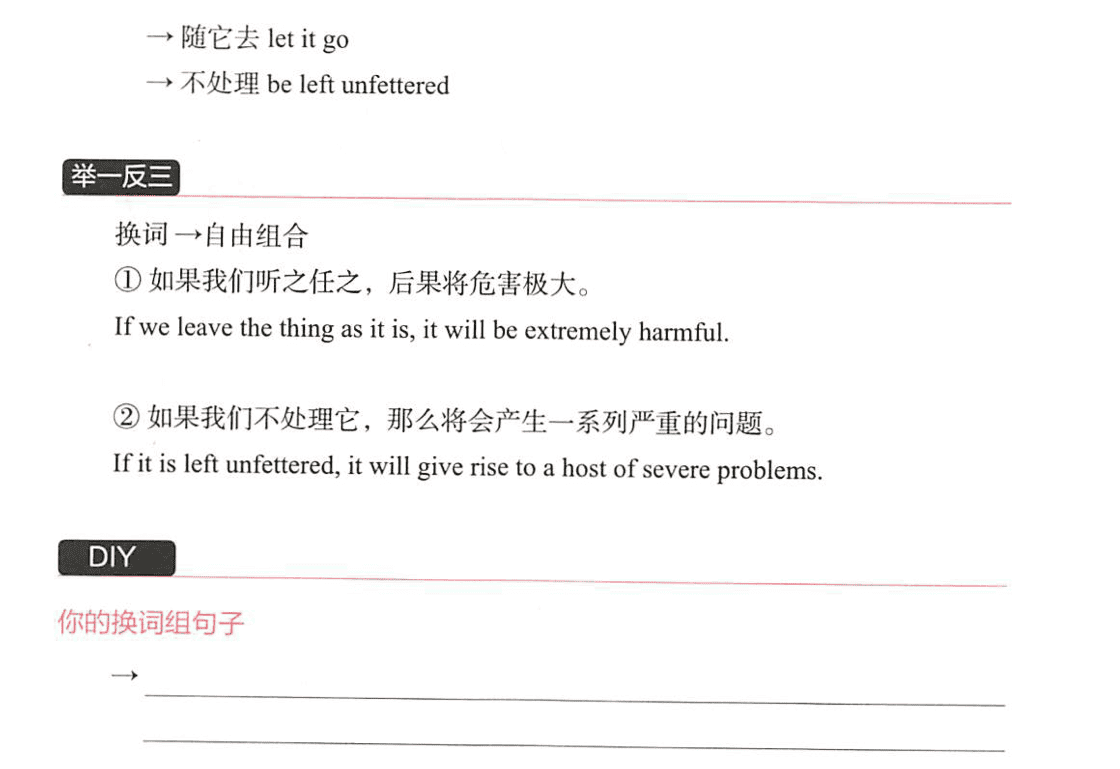 → 随它去 let it go
→ 不处理 be left unfettered
举一反三
换词 →自由组合
① 如果我们听之任之，后果将危害极大。
If we leave the thing as it is, it will be extremely harmful.
② 如果我们不处理它，那么将会产生一系列严重的问题。
If it is left unfettered, it will give rise to a host of severe problems.
DIY
你的换词组句子
→